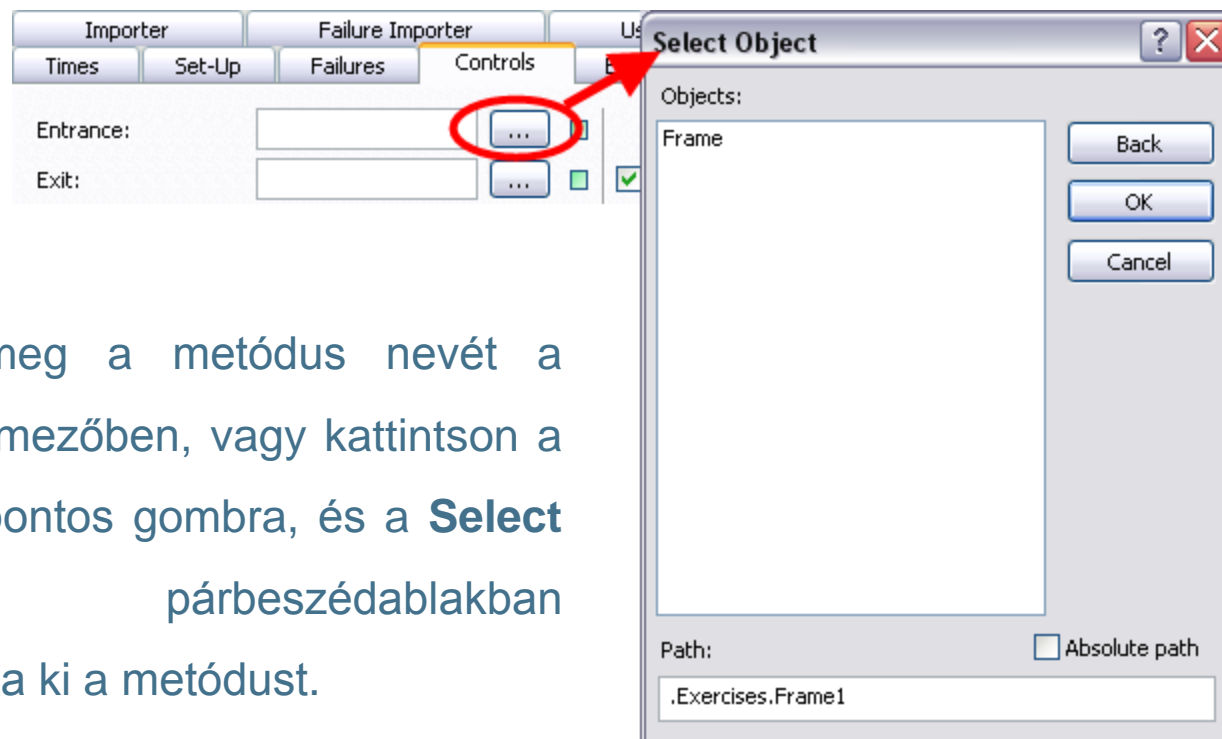 Importer Failure Importer
Times Set-Up Failures Controls
Entrance: ...
Exit: ...
meg a metódus nevét a
mezőben, vagy kattintson a
gombra, és a Select
párbeszédablakban
ki a metódust.
Select Object ?
Objects:
Frame
Back
OK
Cancel
Path: Absolute path
.Exercises.Frame1